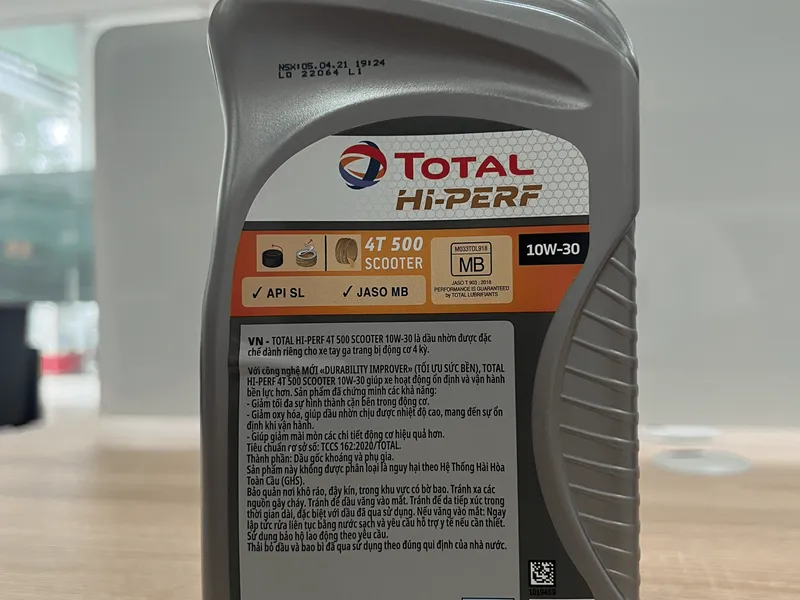 NSX:05.04.21 19:24
LO 22064 L1
TOTAL
HI-PERF
4T 500
SCOOTER
M033TOL918
MB
JASO T 903 : 2016
PERFORMANCE IS GUARANTEED
by TOTAL LUBRIFIANTS
10W-30
✓ API SL ✓ JASO MB
VN - TOTAL HI-PERF 4T 500 SCOOTER 10W-30 là dầu nhờn được đặc
chế dành riêng cho xe tay ga trang bị động cơ 4 kỳ.
Với công nghệ MỚI «DURABILITY IMPROVER» (TỐI ƯU SỨC BỀN), TOTAL
HI-PERF 4T 500 SCOOTER 10W-30 giúp xe hoạt động ổn định và vận hành
bền lực hơn. Sản phẩm đã chứng minh các khả năng:
- Giảm tối đa sự hình thành cặn bên trong động cơ.
- Giảm oxy hóa, giúp dầu nhờn chịu được nhiệt độ cao, mang đến sự ổn
định khi vận hành.
- Giúp giảm mài mòn các chi tiết động cơ hiệu quả hơn.
Tiêu chuẩn cơ sở số: TCCS 162:2020/TOTAL.
Thành phần: Dầu gốc khoáng và phụ gia.
Sản phẩm này không được phân loại là nguy hại theo Hệ Thống Hài Hòa
Toàn Cầu (GHS).
Bảo quản nơi khô ráo, đậy kín, trong khu vực có bờ bao. Tránh xa các
nguồn gây cháy. Tránh để dầu văng vào mắt. Tránh để da tiếp xúc trong
thời gian dài, đặc biệt với dầu đã qua sử dụng. Nếu văng vào mắt: Ngay
lập tức rửa liên tục bằng nước sạch và yêu cầu hỗ trợ y tế nếu cần thiết.
Sử dụng bảo hộ lao động theo yêu cầu.
Thải bỏ dầu và bao bì đã qua sử dụng theo đúng qui định của nhà nước.